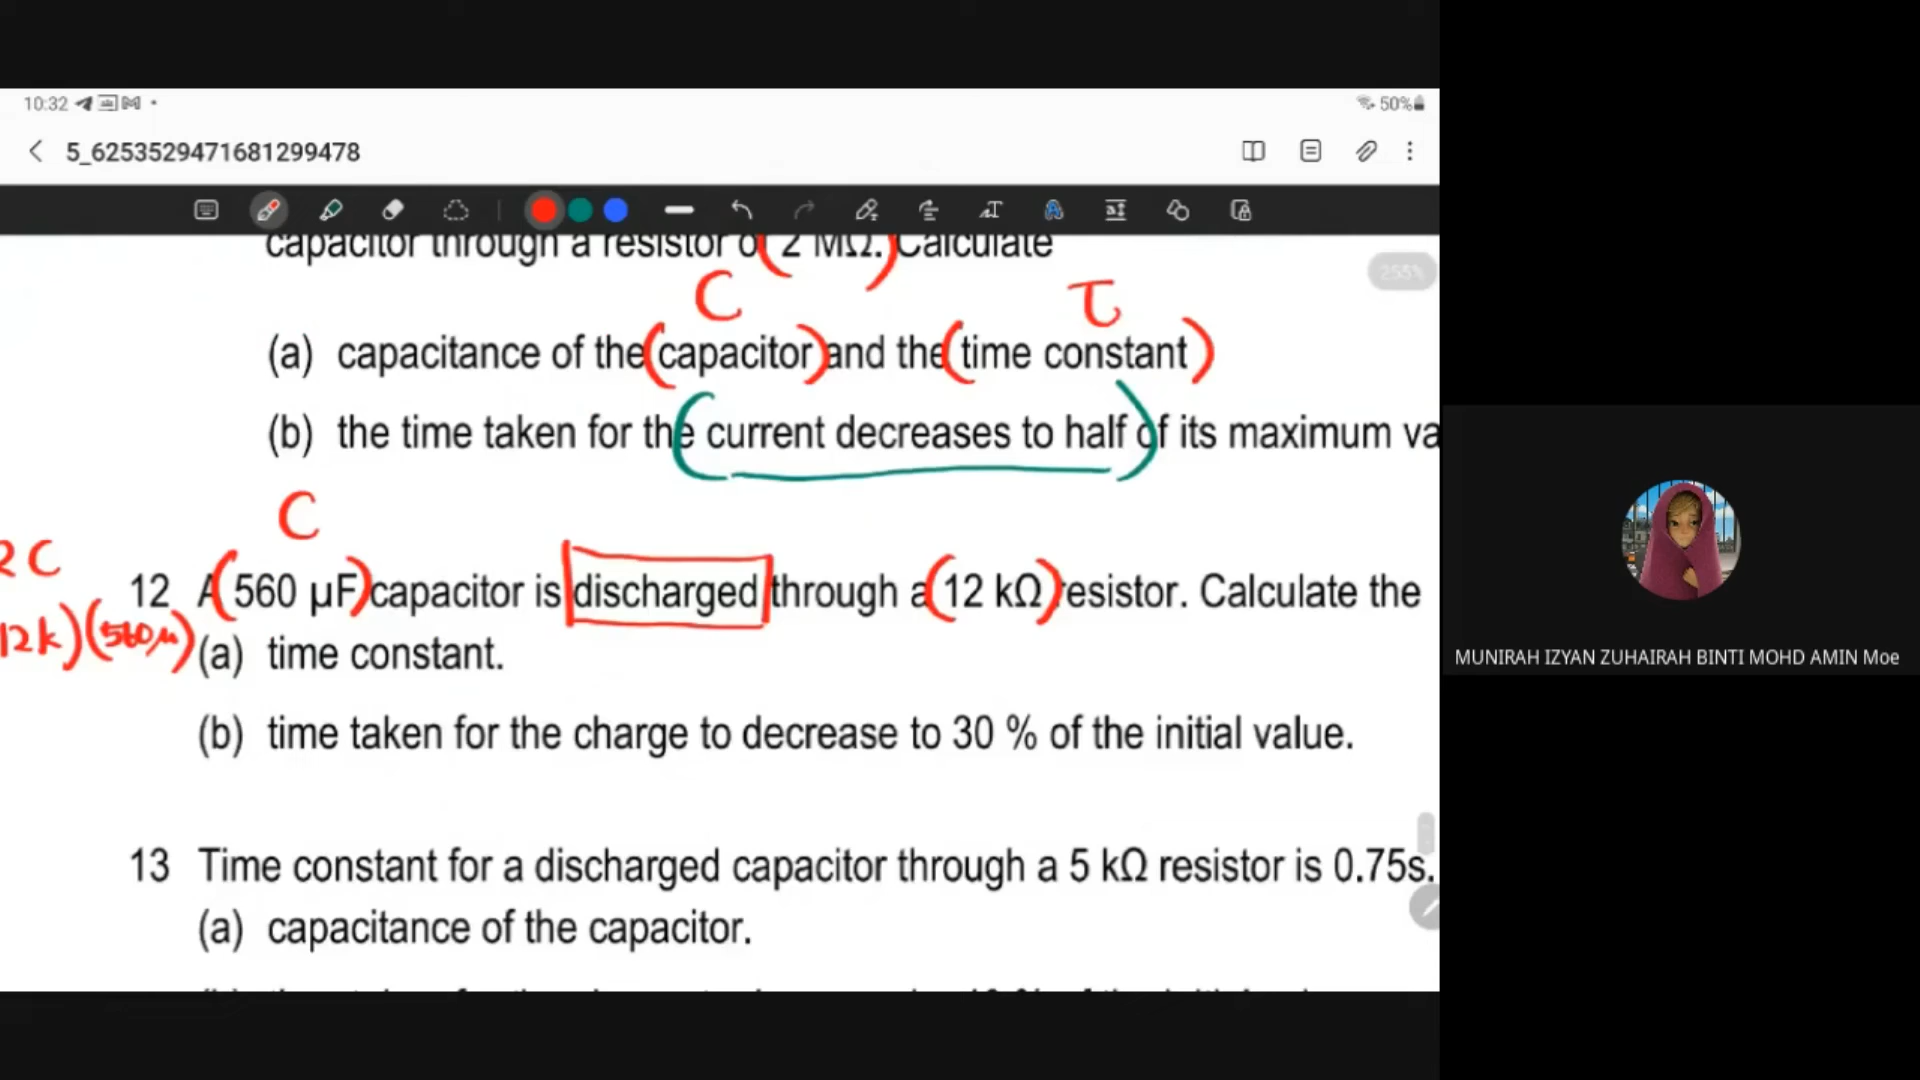 10:32
50%
5_6253529471681299478
capacitor through a resistor o(2 MΩ.) Calculate
255%
C τ
(a) capacitance of the (capacitor) and the (time constant)
(b) the time taken for the (current decreases to half) of its maximum va
C
RC
12 A (560 µF) capacitor is discharged through a (12 kΩ) resistor. Calculate the
12k)(560µ)
(a) time constant.
(b) time taken for the charge to decrease to 30 % of the initial value.
13 Time constant for a discharged capacitor through a 5 kΩ resistor is 0.75s.
(a) capacitance of the capacitor.
MUNIRAH IZYAN ZUHAIRAH BINTI MOHD AMIN Moe